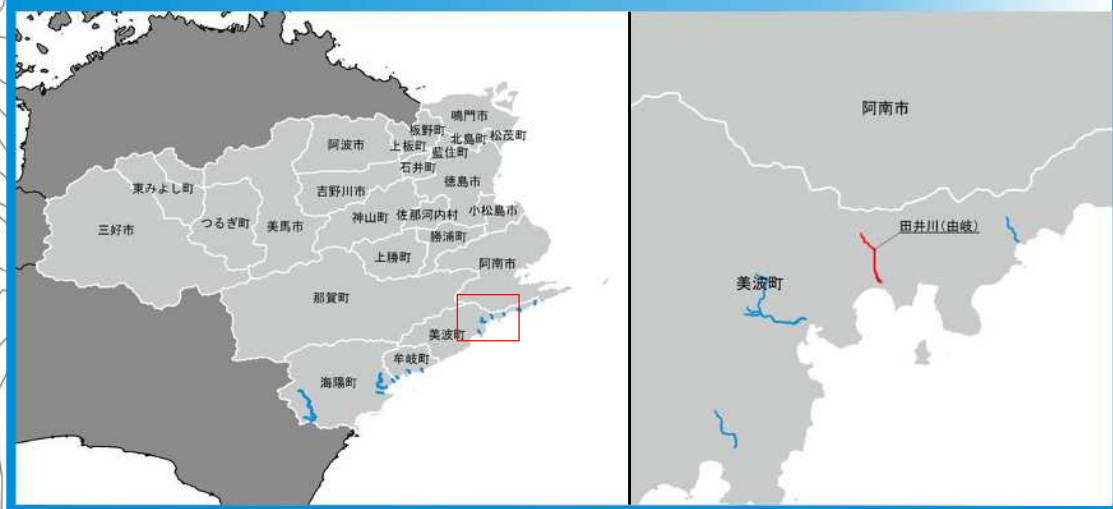 鳴門市
板野町
北島町
松茂町
上板町
藍住町
阿波市
石井町
徳島市
東みよし町
吉野川市
つるぎ町
美馬市
三好市
神山町
佐那河内村
小松島市
勝浦町
上勝町
阿南市
那賀町
美波町
牟岐町
海陽町
阿南市
田井川(由岐)
美波町